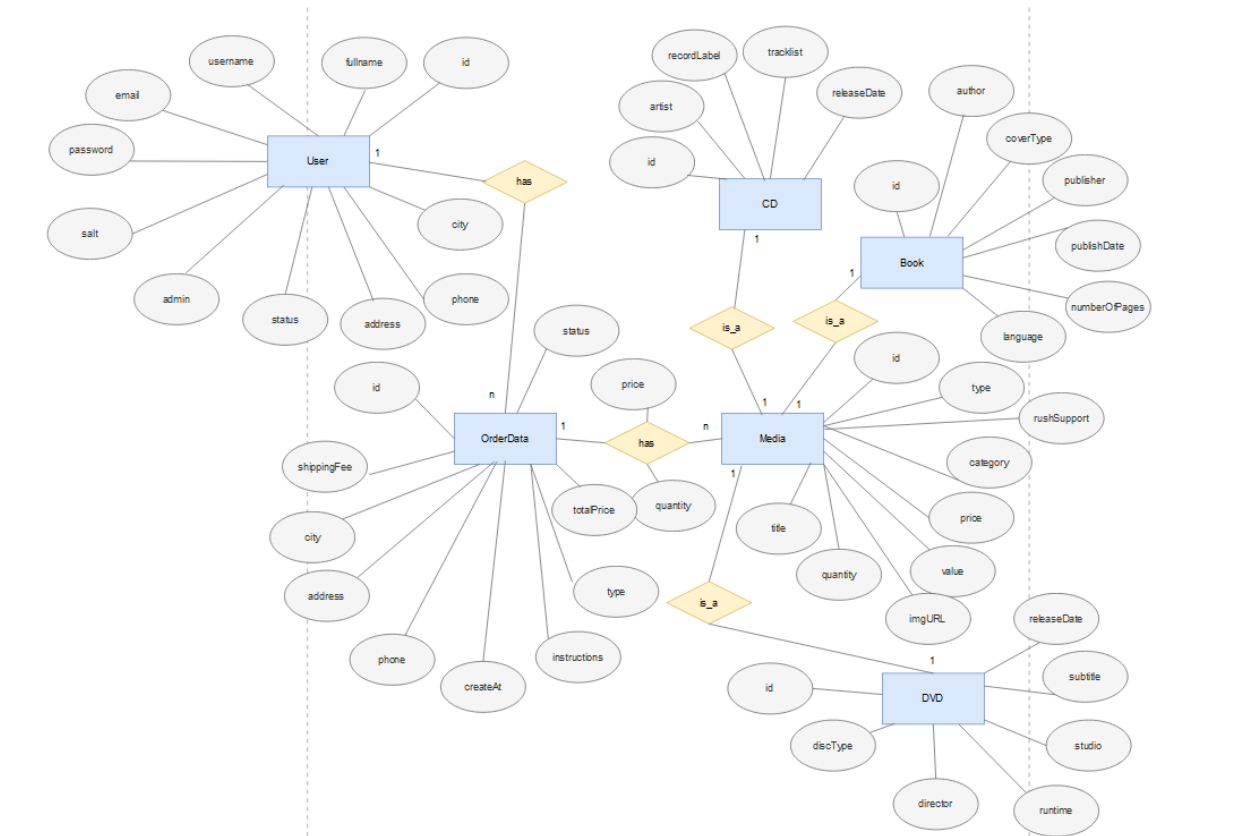 tracklist
recordLabel
username
fullname
id
releaseDate
author
email
artist
coverType
password
User
1
id
has
id
publisher
CD
salt
city
1
publishDate
Book
1
admin
phone
numberOfPages
status
address
is_a
is_a
status
language
id
id
price
type
n
1
1
rushSupport
OrderData
1
has
n
Media
category
shippingFee
1
totalPrice
quantity
title
price
city
quantity
value
address
type
is_a
imgURL
releaseDate
phone
instructions
1
createAt
id
subtitle
DVD
discType
studio
director
runtime